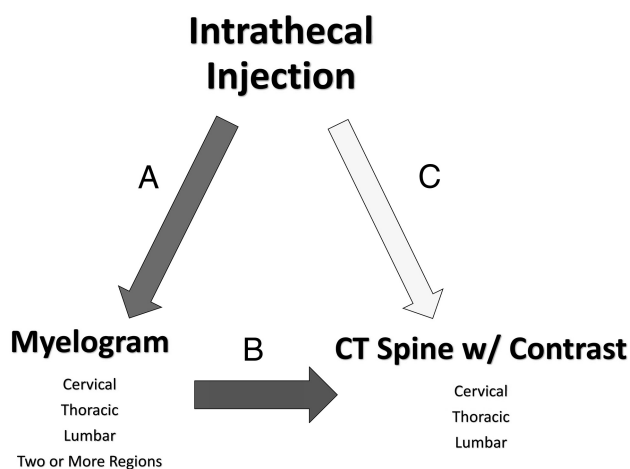 Intrathecal
Injection
A
C
Myelogram
B
CT Spine w/ Contrast
Cervical
Thoracic
Lumbar
Two or More Regions
Cervical
Thoracic
Lumbar